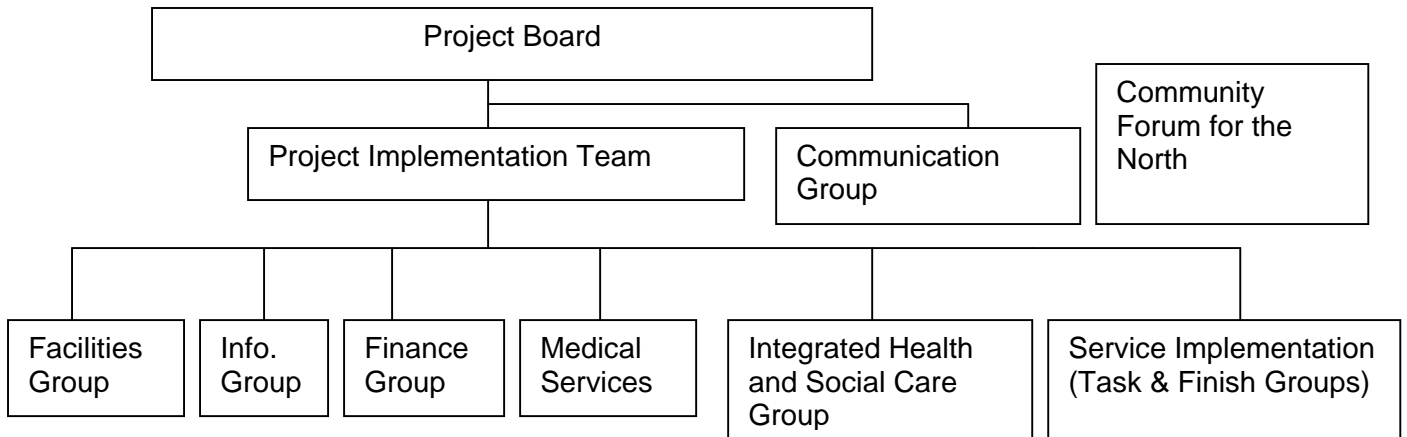 Project Board
Community
Forum for the
North
Project Implementation Team
Communication
Group
Facilities
Group
Info.
Group
Finance
Group
Medical
Services
Integrated Health
and Social Care
Group
Service Implementation
(Task & Finish Groups)